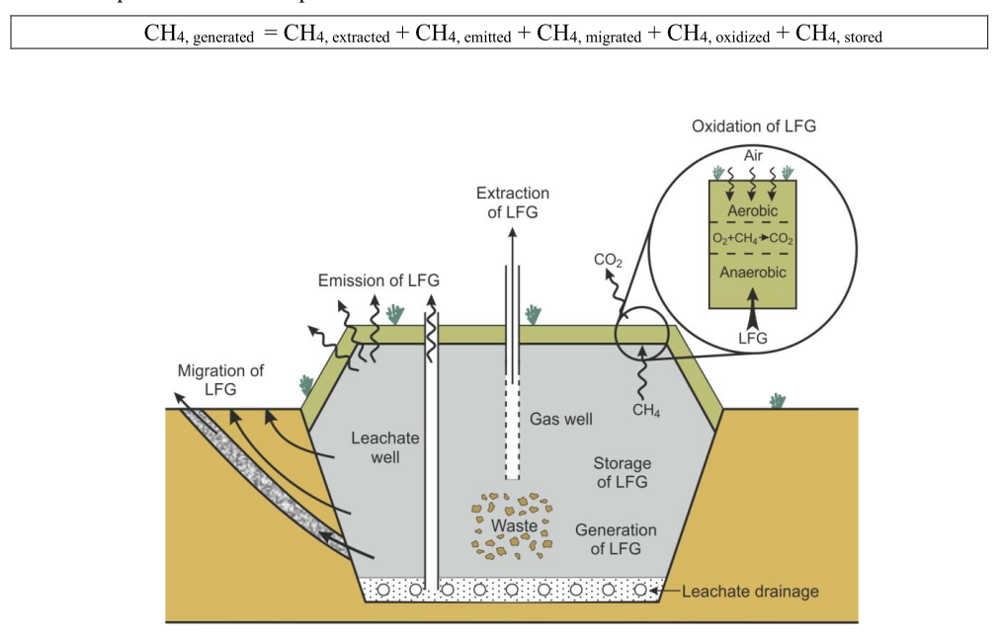 CH4, generated = CH4, extracted + CH4, emitted + CH4, migrated + CH4, oxidized + CH4, stored
Oxidation of LFG
Air
Aerobic
O2+CH4→CO2
Anaerobic
LFG
Extraction
of LFG
CO2
Emission of LFG
Migration of
LFG
CH4
Gas well
Leachate
well
Storage
of LFG
Waste
Generation
of LFG
Leachate drainage